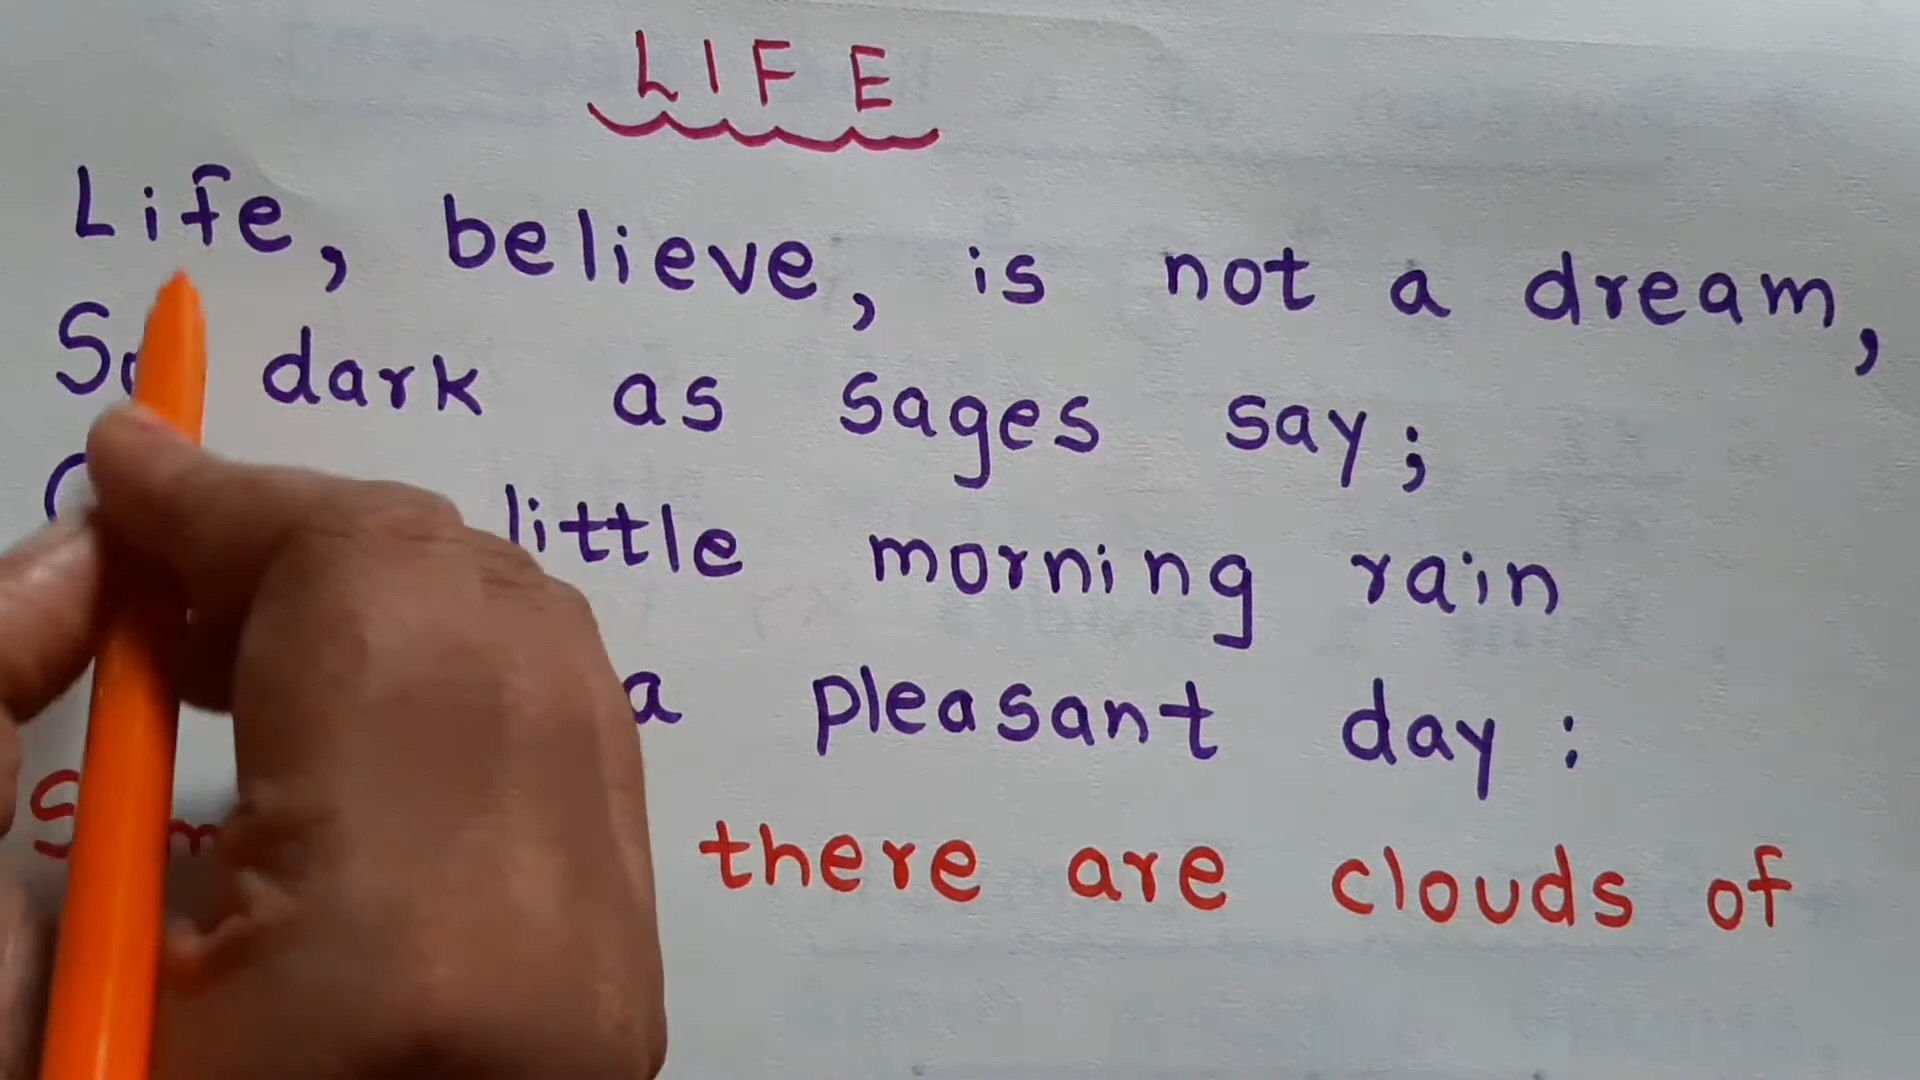 LIFE
Life, believe, is not a dream,
So dark as sages say;
little morning rain
a pleasant day:
there are clouds of